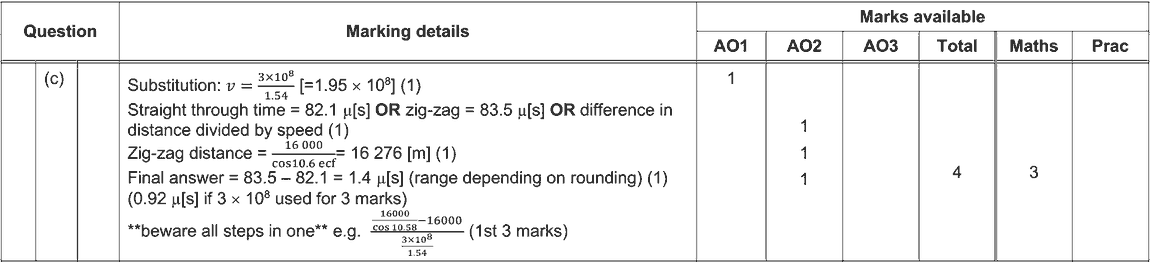 Question Marking details Marks available
AO1 AO2 AO3 Total Maths Prac
(c) Substitution: v = 3×10⁸/1.54 [=1.95 × 10⁸] (1) 1
Straight through time = 82.1 μ[s] OR zig-zag = 83.5 μ[s] OR difference in
distance divided by speed (1) 1
Zig-zag distance = 16 000/cos10.6 ecf = 16 276 [m] (1) 1
Final answer = 83.5 – 82.1 = 1.4 μ[s] (range depending on rounding) (1) 1 4 3
(0.92 μ[s] if 3 × 10⁸ used for 3 marks)
**beware all steps in one** e.g. (16000/cos 10.58 −16000)/(3×10⁸/1.54) (1st 3 marks)